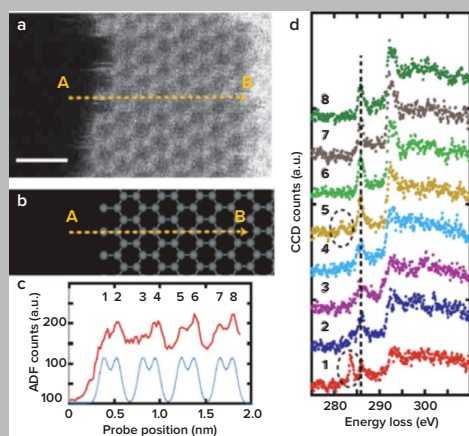 a
A
B
b
A
B
c
1 2 3 4 5 6 7 8
ADF counts (a.u.)
200
100
100
0 0.5 1.0 1.5 2.0
Probe position (nm)
d
CCD counts (a.u.)
8
7
6
5
4
3
2
1
280 290 300
Energy loss (eV)